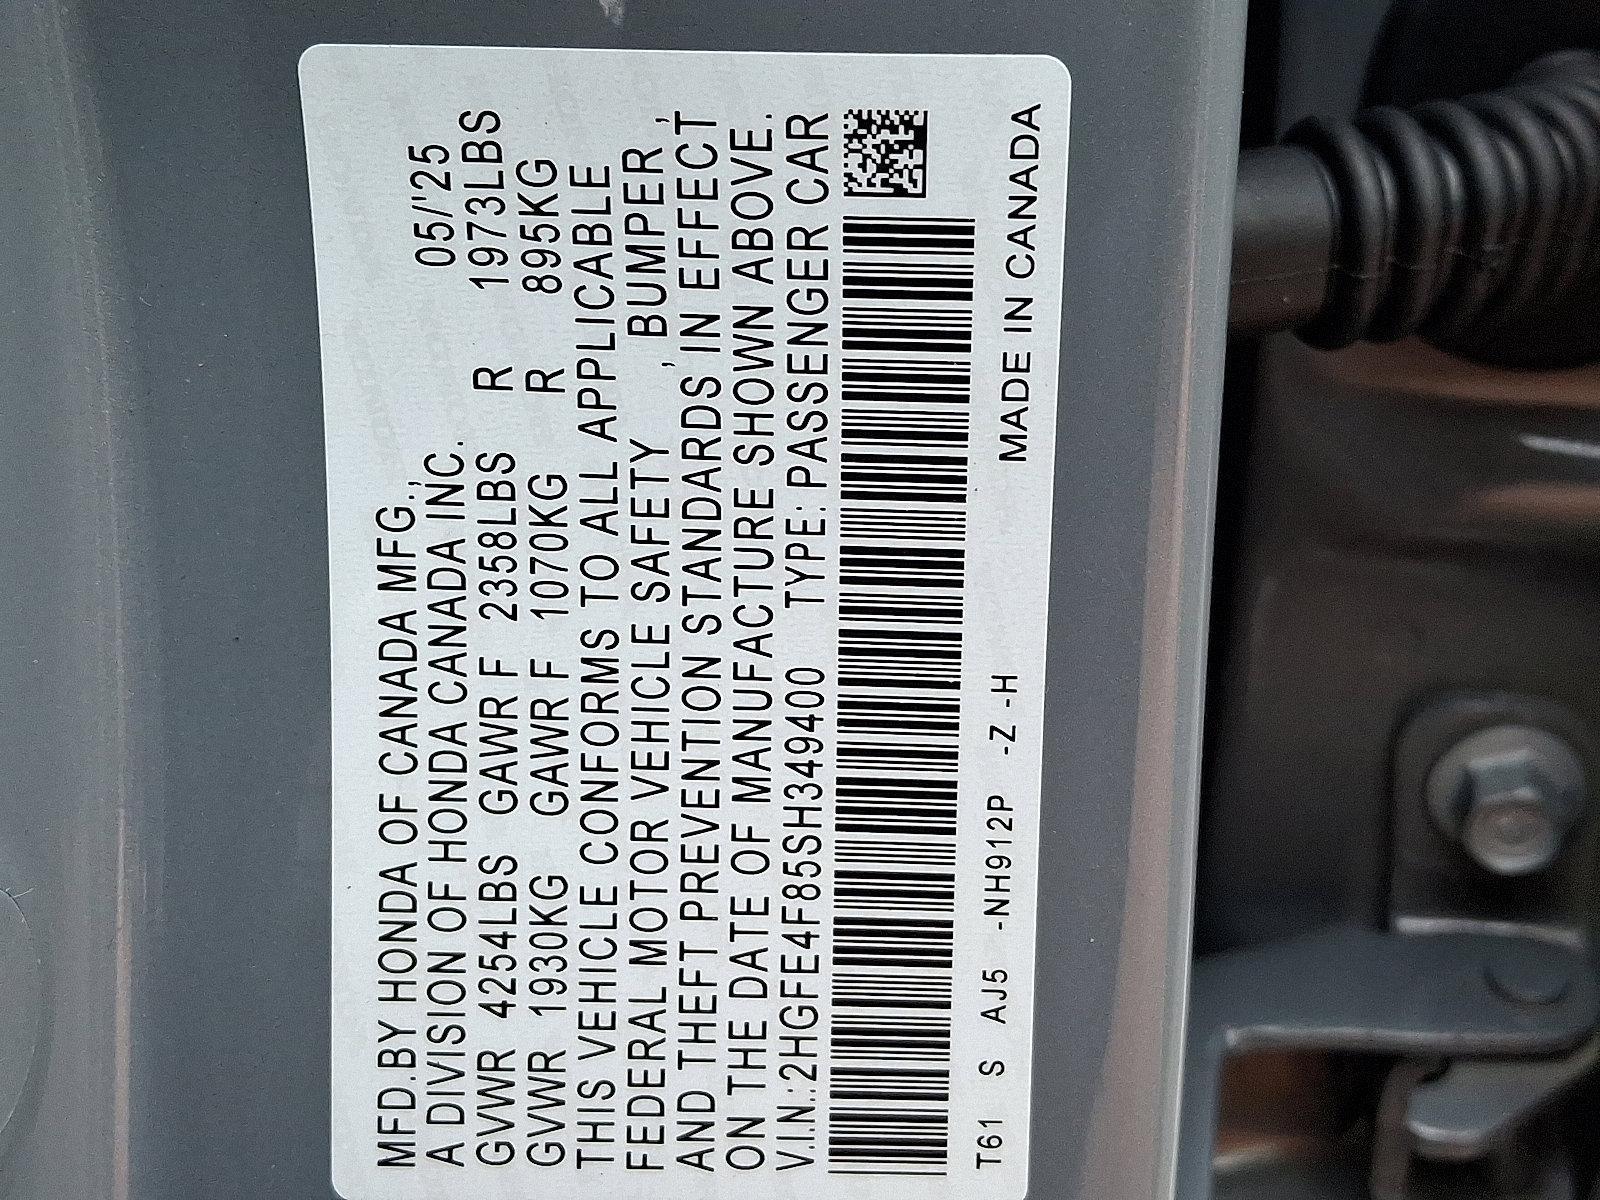 MFD.BY HONDA OF CANADA MFG., 05/'25
A DIVISION OF HONDA CANADA INC.
GVWR 4254LBS GAWR F 2358LBS R 1973LBS
GVWR 1930KG GAWR F 1070KG R 895KG
THIS VEHICLE CONFORMS TO ALL APPLICABLE
FEDERAL MOTOR VEHICLE SAFETY , BUMPER ,
AND THEFT PREVENTION STANDARDS IN EFFECT
ON THE DATE OF MANUFACTURE SHOWN ABOVE.
V.I.N.:2HGFE4F85SH349400 TYPE: PASSENGER CAR
T61 S AJ5 -NH912P -Z -H MADE IN CANADA